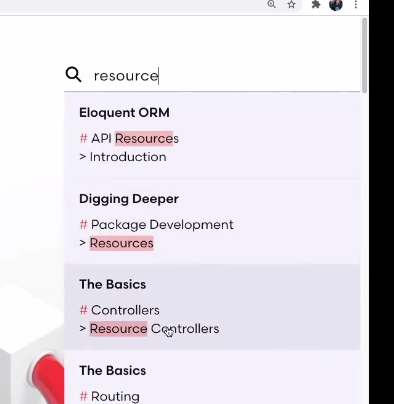 resource
Eloquent ORM
# API Resources
> Introduction
Digging Deeper
# Package Development
> Resources
The Basics
# Controllers
> Resource Controllers
The Basics
# Routing